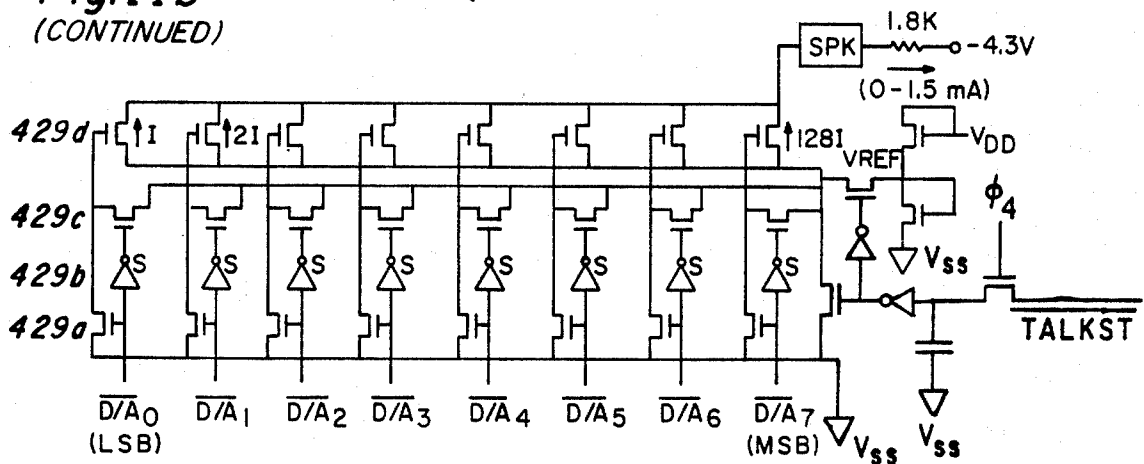 (CONTINUED)
1.8K
SPK
-4.3V
(0-1.5 mA)
429d
I
2I
128I
VREF
VDD
429c
ϕ4
429b
S
S
S
S
S
S
S
S
VSS
429a
TALKST
D/A0
D/A1
D/A2
D/A3
D/A4
D/A5
D/A6
D/A7
(LSB)
(MSB)
VSS
VSS